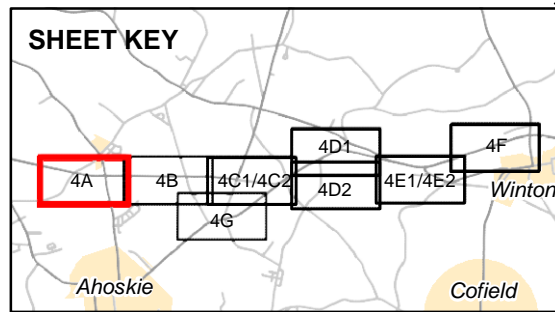 SHEET KEY
4F
4D1
4A
4B
4C1/4C2
4D2
4E1/4E2
Winton
4G
Ahoskie
Cofield